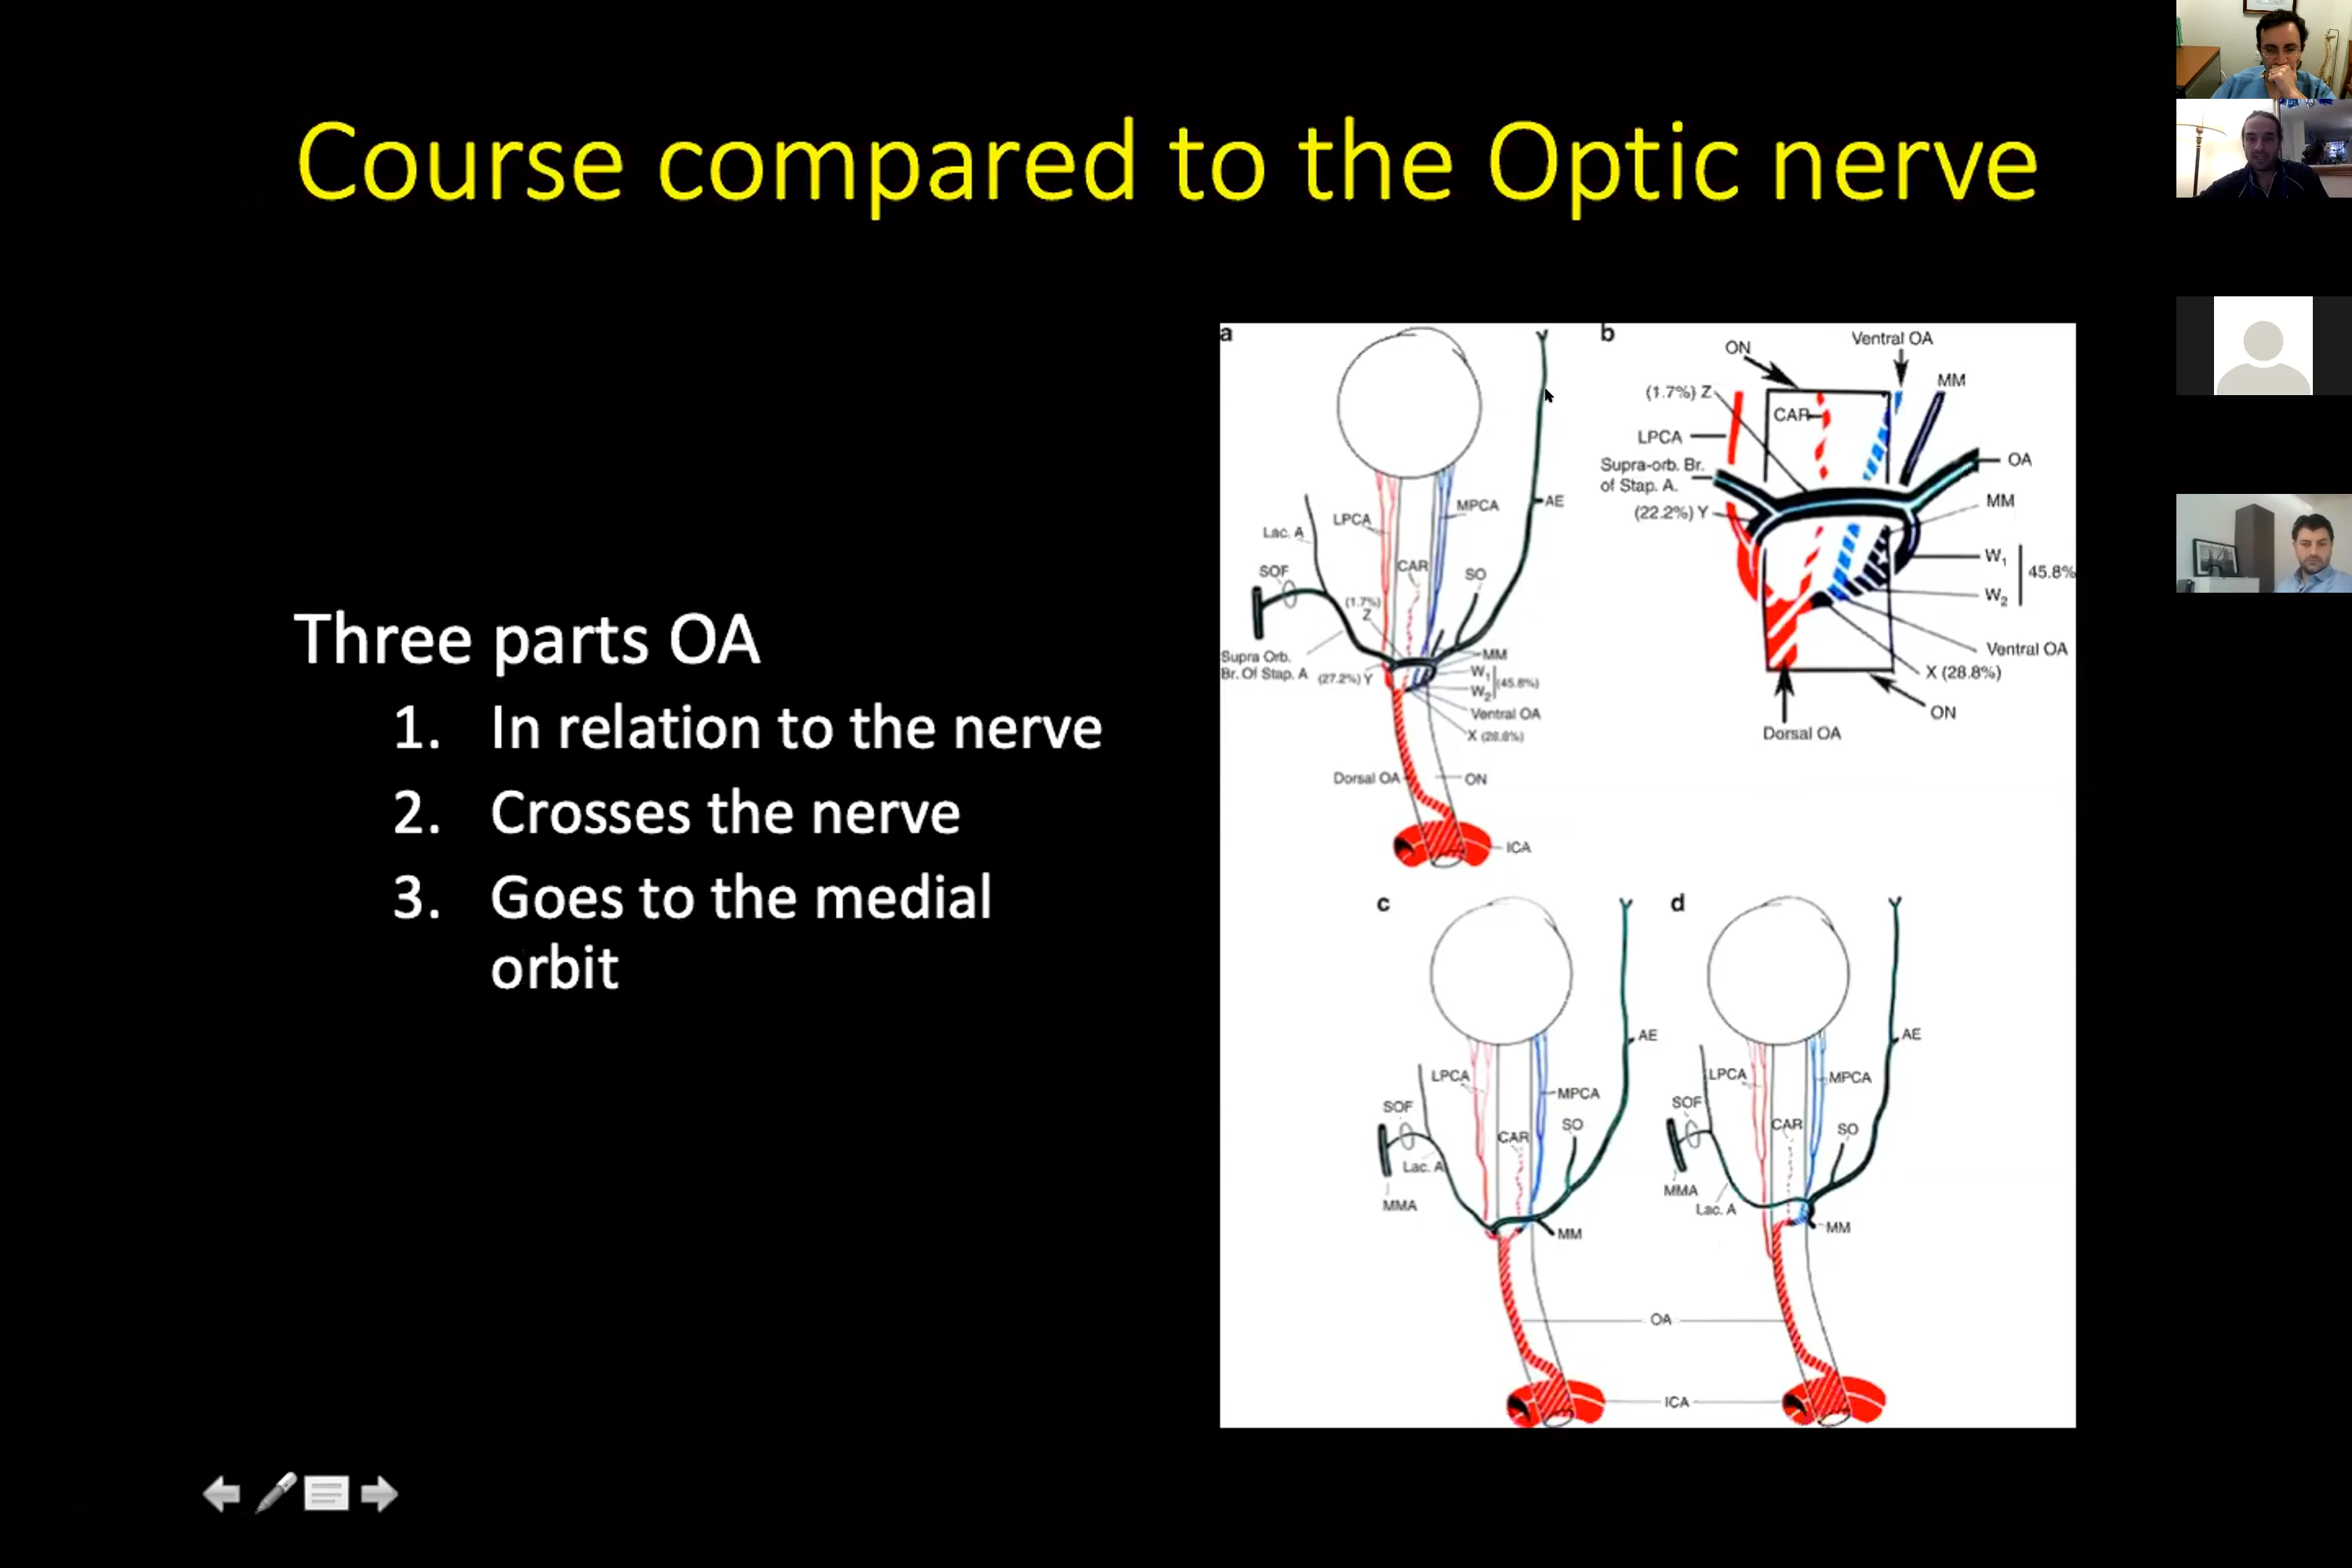 Course compared to the Optic nerve
Three parts OA
1. In relation to the nerve
2. Crosses the nerve
3. Goes to the medial
orbit
a
Lac. A
SOF
LPCA
MPCA
AE
CAR
SO
(1.7%)
Z
Supra Orb.
Br. Of Stap. A
(27.2%) Y
MM
W1
W2
(45.8%)
Ventral OA
X (28.8%)
Dorsal OA
ON
ICA
b
ON
Ventral OA
MM
(1.7%) Z
CAR
LPCA
OA
Supra-orb. Br.
of Stap. A.
MM
(22.2%) Y
W1
45.8%
W2
Ventral OA
X (28.8%)
ON
Dorsal OA
c
AE
LPCA
MPCA
SOF
SO
CAR
Lac. A
MMA
MM
d
AE
LPCA
MPCA
SOF
CAR
SO
MMA
Lac. A
MM
OA
ICA